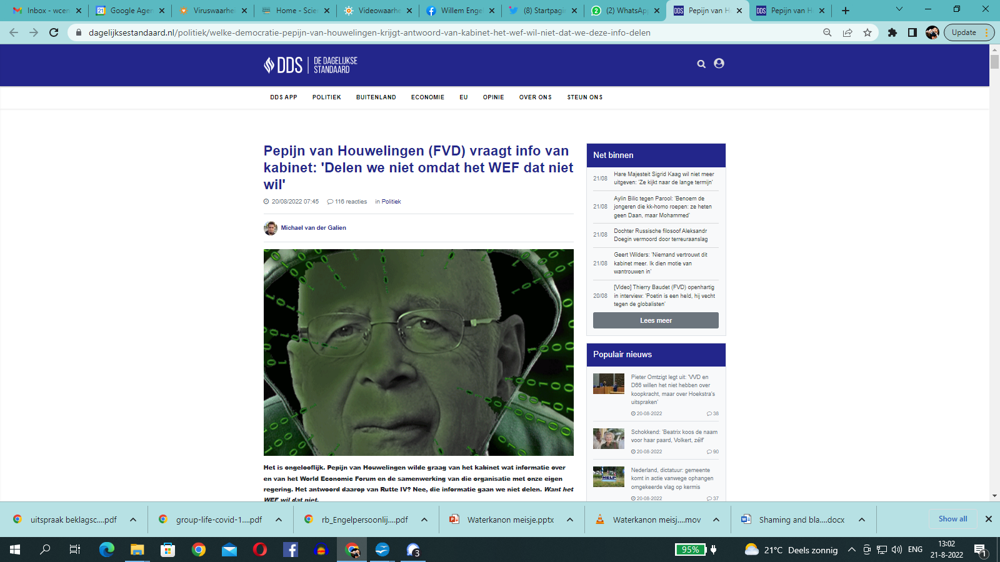 Inbox - wcen
Google Agen
Viruswaarhe
Home - Scie
Videowaarhe
Willem Enge
(8) Startpagi
(2) WhatsAp
Pepijn van H
Pepijn van H
dagelijksestandaard.nl/politiek/welke-democratie-pepijn-van-houwelingen-krijgt-antwoord-van-kabinet-het-wef-wil-niet-dat-we-deze-info-delen
Update
DDS | DE DAGELIJKSE
STANDAARD
DDS APP POLITIEK BUITENLAND ECONOMIE EU OPINIE OVER ONS STEUN ONS
Pepijn van Houwelingen (FVD) vraagt info van
kabinet: 'Delen we niet omdat het WEF dat niet
wil'
20/08/2022 07:45 116 reacties in Politiek
Michael van der Galien
Het is ongelooflijk. Pepijn van Houwelingen wilde graag van het kabinet wat informatie over
en van het World Economic Forum en de samenwerking van die organisatie met onze eigen
regering. Het antwoord daarop van Rutte IV? Nee, die informatie gaan we niet delen. Want het
WEF wil dat niet.
Net binnen
21/08 Hare Majesteit Sigrid Kaag wil niet meer
uitgeven: 'Ze kijkt naar de lange termijn'
21/08 Aylin Bilic tegen Parool: 'Benoem de
jongeren die kk-homo roepen: ze heten
geen Daan, maar Mohammed'
21/08 Dochter Russische filosoof Aleksandr
Doegin vermoord door terreuraanslag
21/08 Geert Wilders: 'Niemand vertrouwt dit
kabinet meer. Ik dien motie van
wantrouwen in'
20/08 [Video] Thierry Baudet (FVD) openhartig
in interview: 'Poetin is een held, hij vecht
tegen de globalisten'
Lees meer
Populair nieuws
Pieter Omtzigt legt uit: 'VVD en
D66 willen het niet hebben over
koopkracht, maar over Hoekstra's
uitspraken'
20-08-2022 38
Schokkend: 'Beatrix koos de naam
voor haar paard, Volkert, zélf'
20-08-2022 90
HELP
Nederland, dictatuur: gemeente
komt in actie vanwege ophangen
omgekeerde vlag op kermis
20-08-2022 37
uitspraak beklagsc....pdf
group-life-covid-1....pdf
rb_Engelpersoonlij....pdf
Waterkanon meisje.pptx
Waterkanon meisj....mov
Shaming and bla....docx
Show all
95%
21°C Deels zonnig
ENG
13:02
21-8-2022